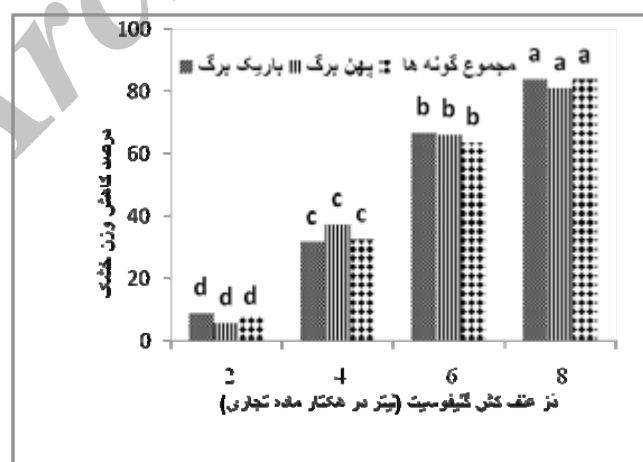 100
باریک برگ پهن برگ مجموع گونه ها
a a a
80
b b b
60
درصد کاهش وزن خشک
40
c c c
20
d d d
0
2 4 6 8
دز علف کش گلیفوسیت (لیتر در هکتار ماده تجاری)